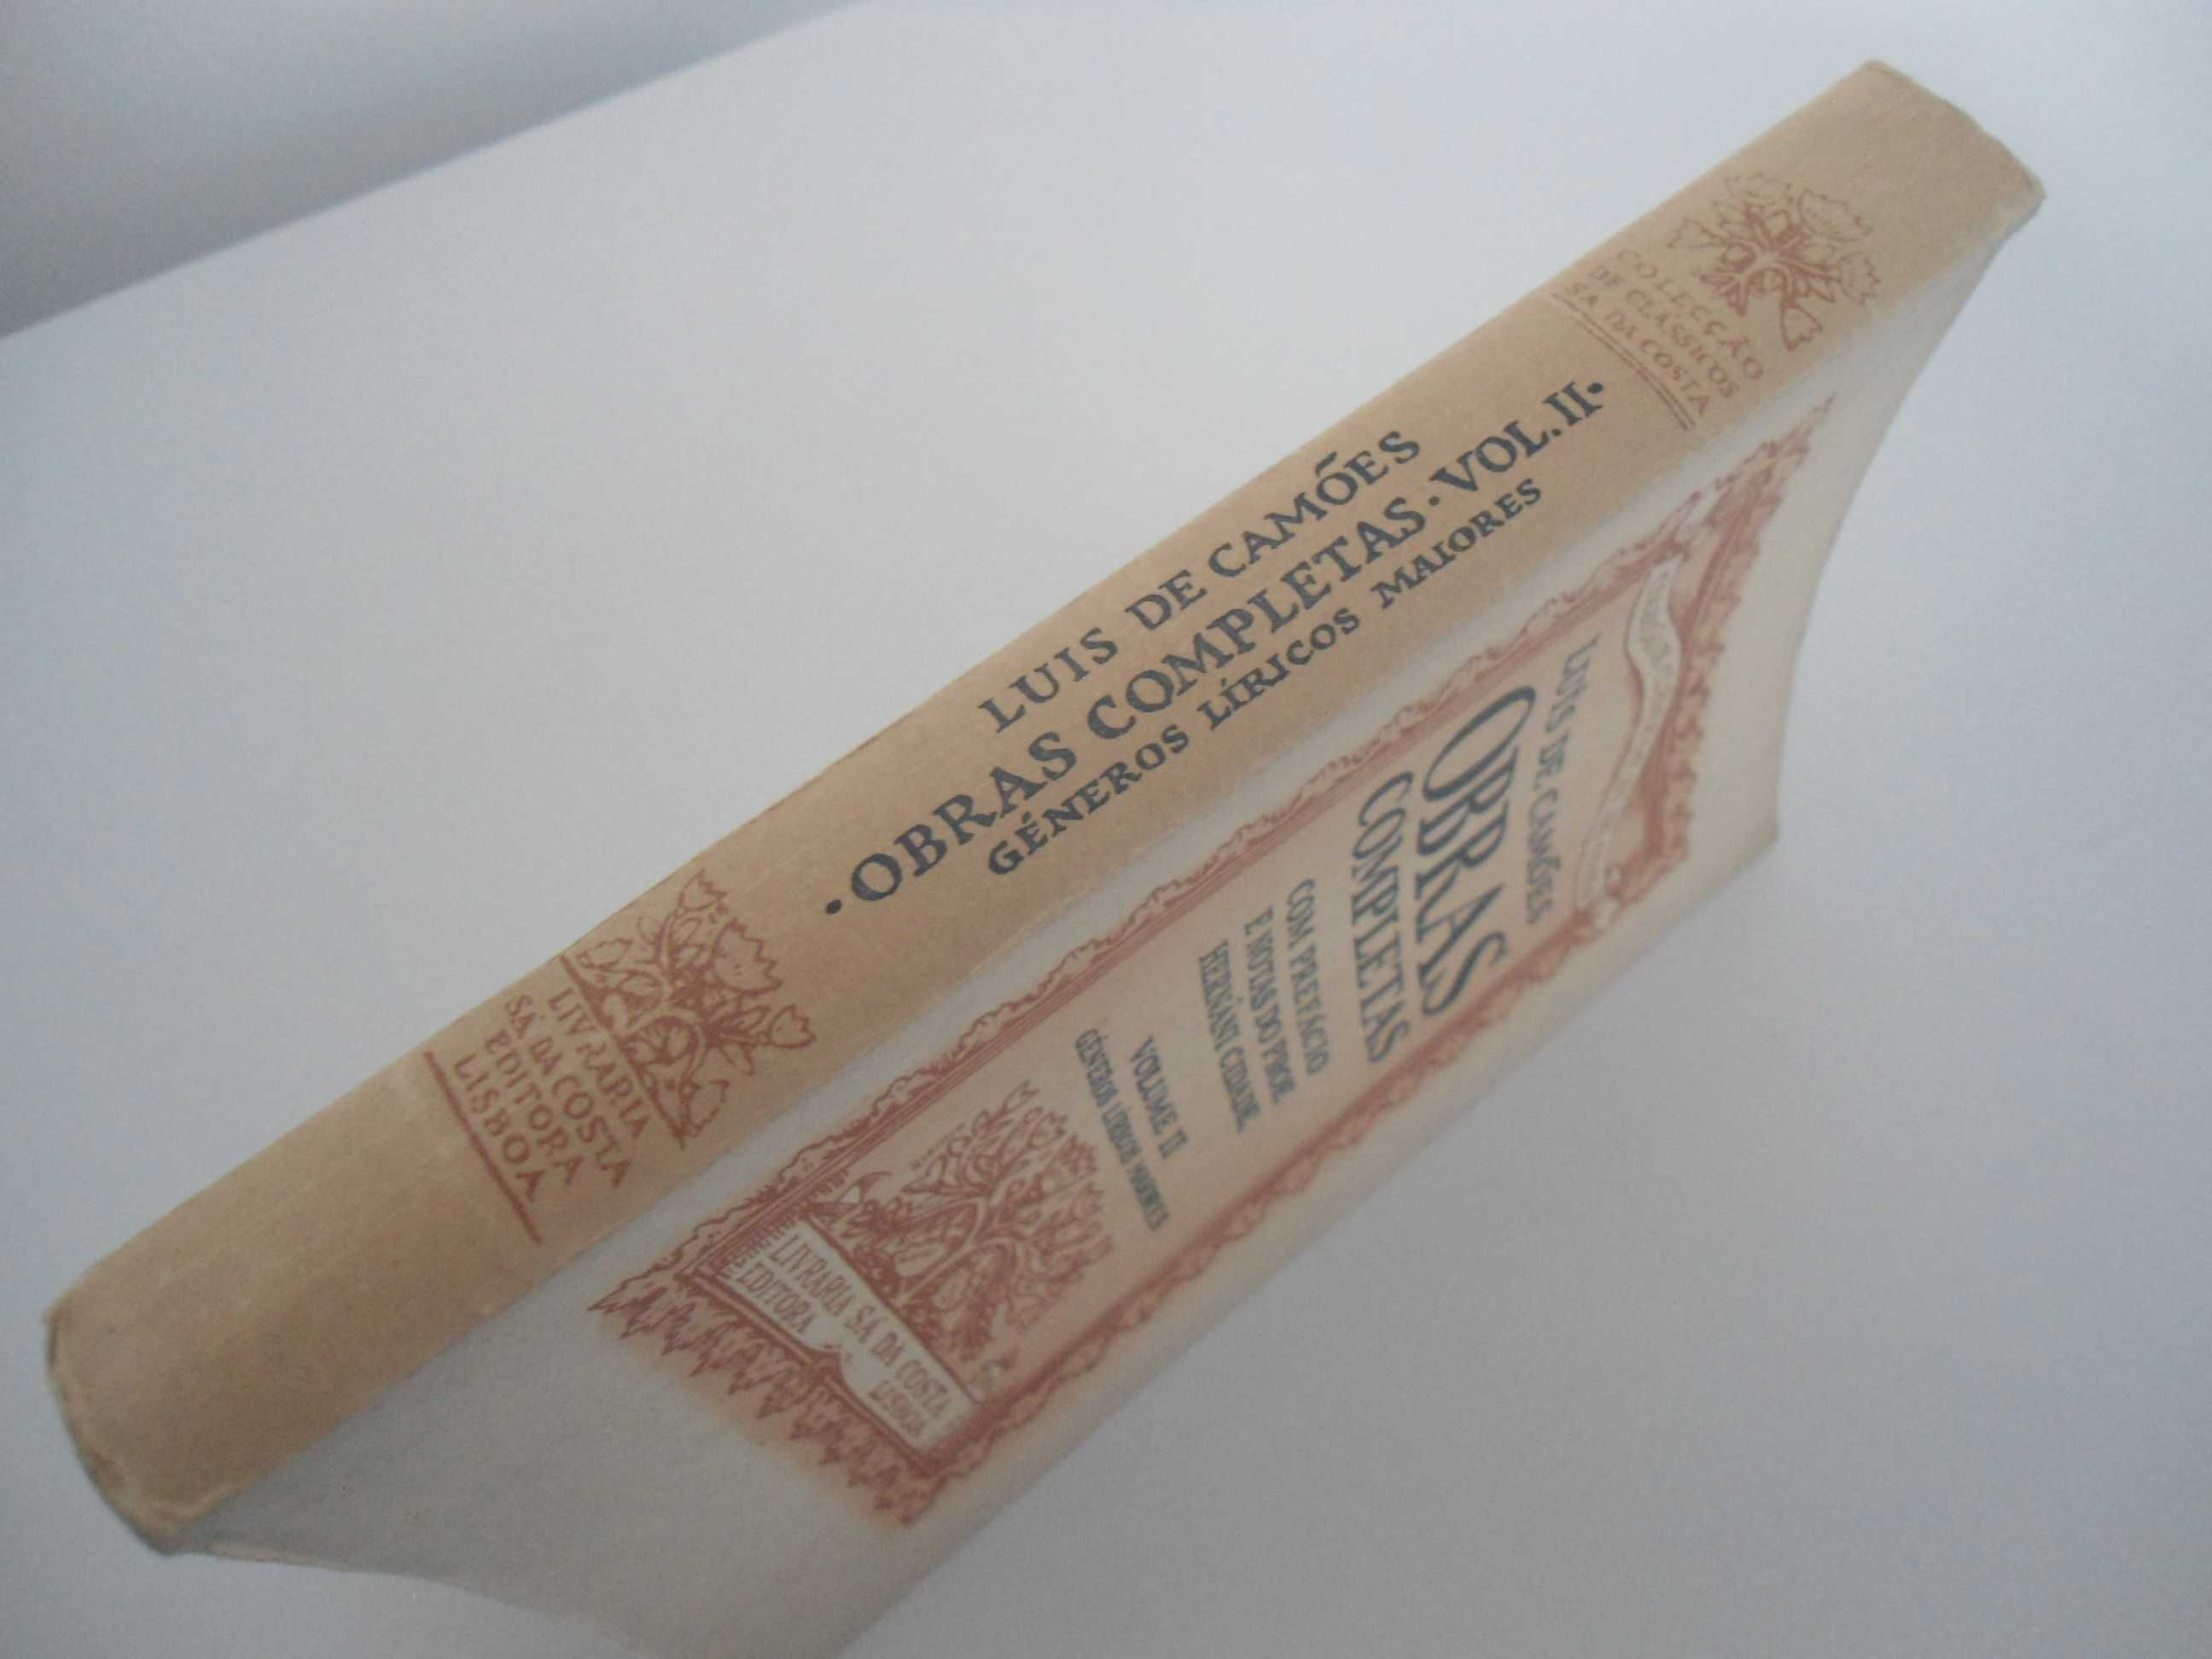 COLECÇÃO
DE CLÁSSICOS
SÁ DA COSTA
LUIS DE CAMÕES
•OBRAS COMPLETAS•VOL.II•
GÉNEROS LÍRICOS MAIORES
LIVRARIA
SÁ DA COSTA
EDITORA
LISBOA
LUIS DE CAMÕES
OBRAS
COMPLETAS
COM PREFÁCIO
E NOTAS DO PROF.
HERNÂNI CIDADE
VOLUME II
GÉNEROS LÍRICOS MAIORES
LIVRARIA SÁ DA COSTA
EDITORA LISBOA